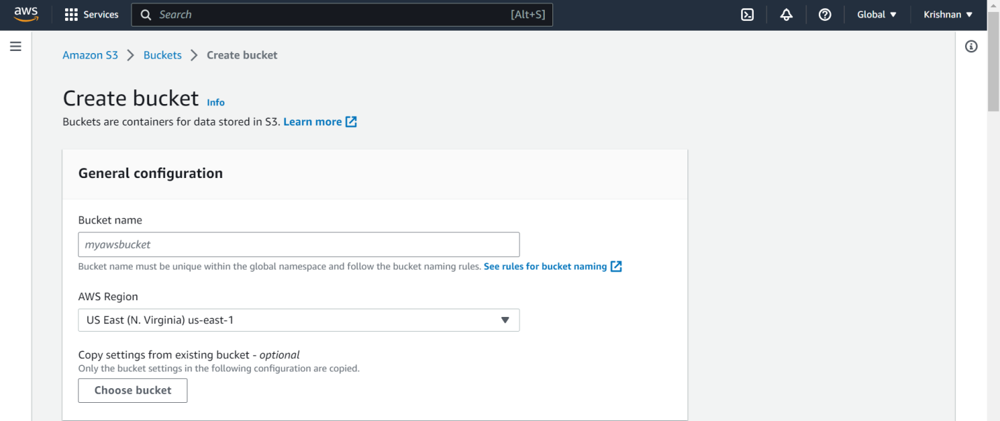 aws Services Search [Alt+S] Global Krishnan
Amazon S3 Buckets Create bucket
Create bucket Info
Buckets are containers for data stored in S3. Learn more
General configuration
Bucket name
myawsbucket
Bucket name must be unique within the global namespace and follow the bucket naming rules. See rules for bucket naming
AWS Region
US East (N. Virginia) us-east-1
Copy settings from existing bucket - optional
Only the bucket settings in the following configuration are copied.
Choose bucket